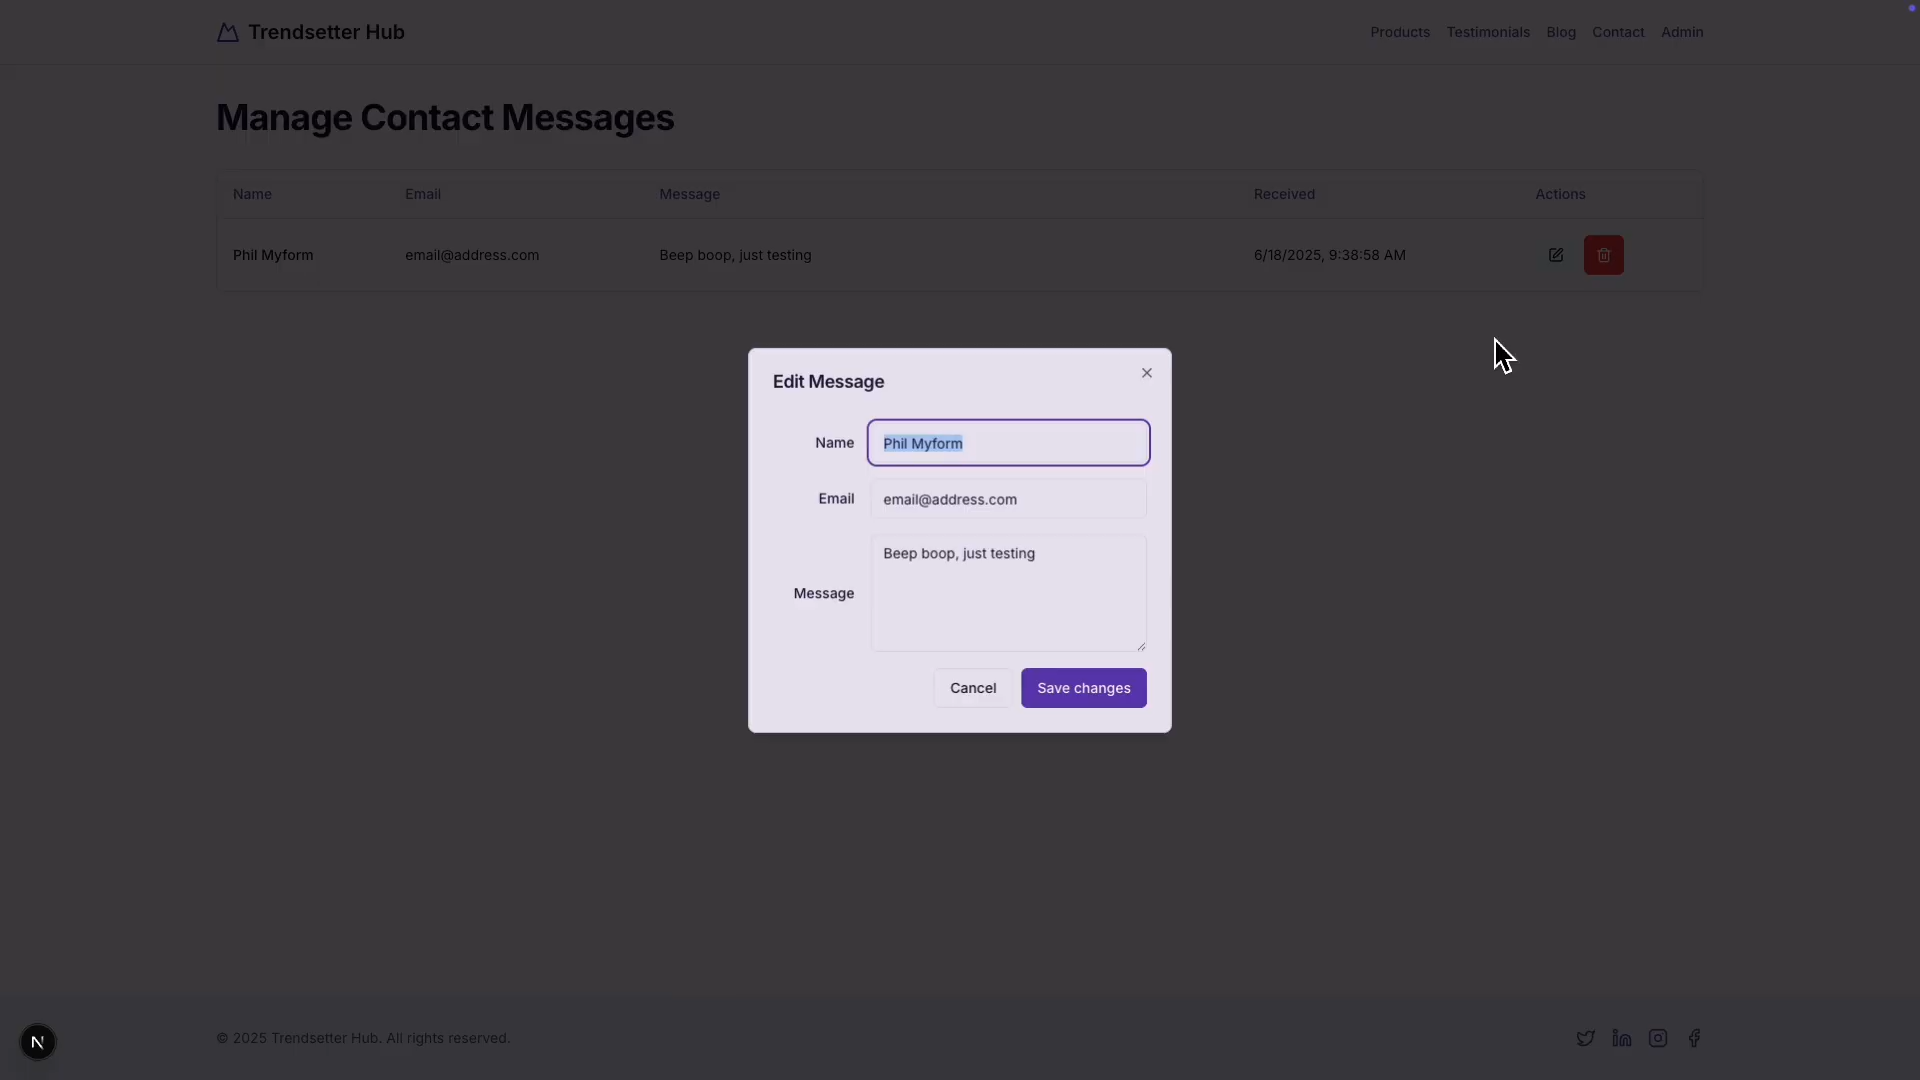 Trendsetter Hub
Products Testimonials Blog Contact Admin
Manage Contact Messages
Name Email Message Received Actions
Phil Myform email@address.com Beep boop, just testing 6/18/2025, 9:38:58 AM
Edit Message
Name Phil Myform
Email email@address.com
Message Beep boop, just testing
Cancel Save changes
© 2025 Trendsetter Hub. All rights reserved.
N